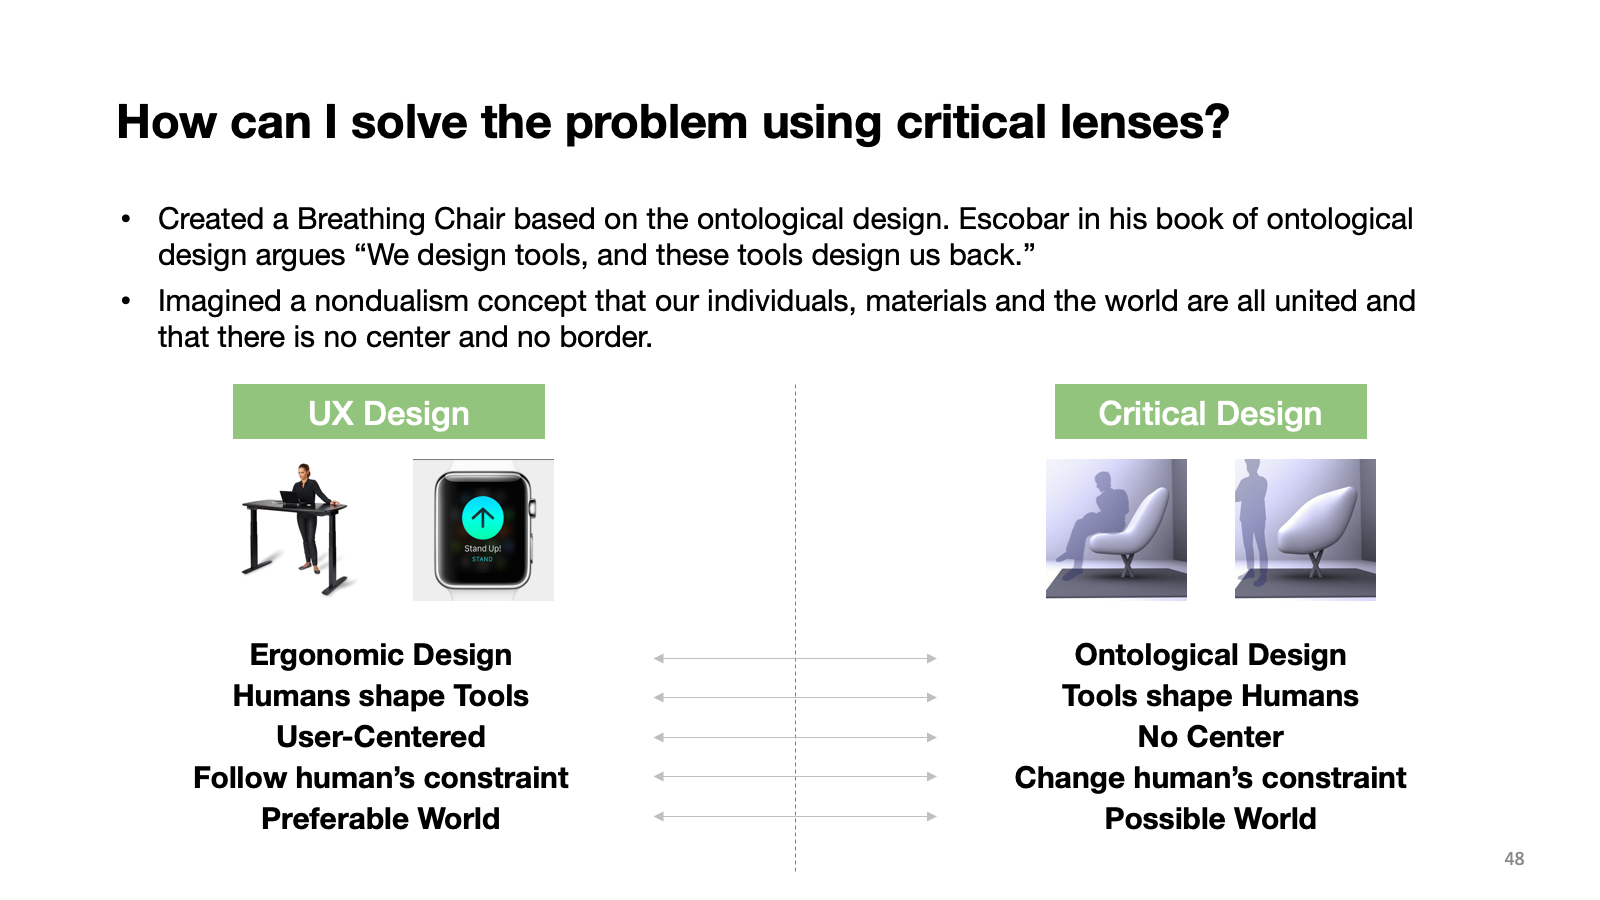 How can I solve the problem using critical lenses?
• Created a Breathing Chair based on the ontological design. Escobar in his book of ontological
design argues “We design tools, and these tools design us back.”
• Imagined a nondualism concept that our individuals, materials and the world are all united and
that there is no center and no border.
UX Design
Stand Up!
STAND
Ergonomic Design
Humans shape Tools
User-Centered
Follow human’s constraint
Preferable World
Critical Design
Ontological Design
Tools shape Humans
No Center
Change human’s constraint
Possible World
48